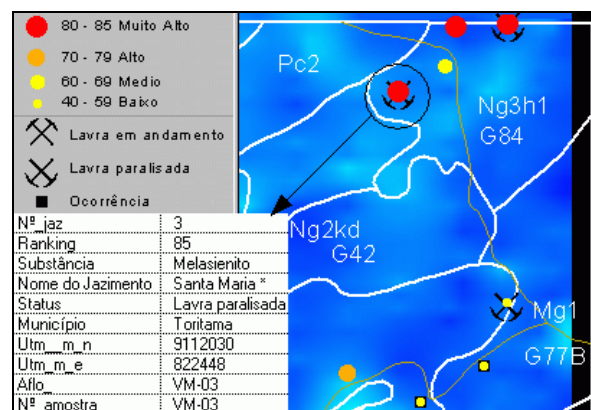 80 - 85 Muito Alto
70 - 79 Alto
60 - 69 Medio
40 - 59 Baixo
Lavra em andamento
Lavra paralisada
Ocorrência
Nº_jaz 3
Ranking 85
Substância Melasienito
Nome do Jazimento Santa Maria *
Status Lavra paralisada
Município Toritama
Utm__m_n 9112030
Utm_m_e 822448
Aflo_ VM-03
Nº_amostra VM-03
Pc2
Ng3h1
G84
Ng2kd
G42
Mg1
G77B